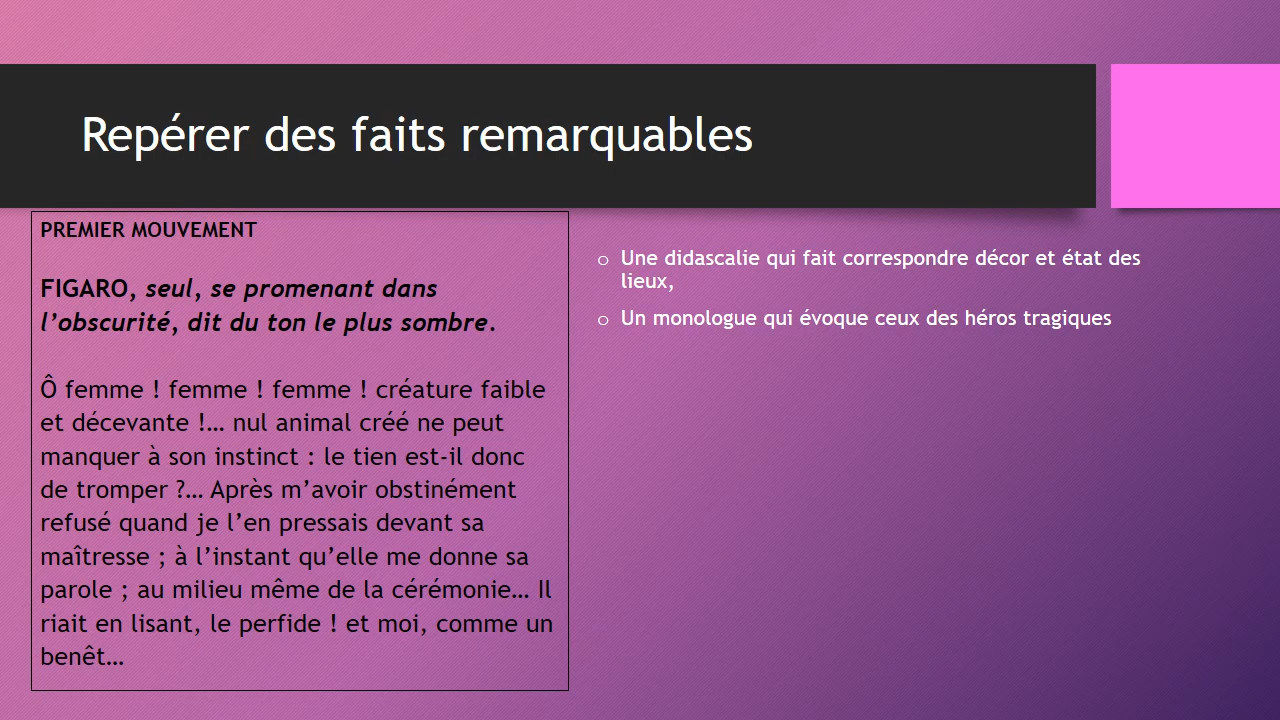 Repérer des faits remarquables
PREMIER MOUVEMENT
FIGARO, seul, se promenant dans
l’obscurité, dit du ton le plus sombre.
Ô femme ! femme ! femme ! créature faible
et décevante !… nul animal créé ne peut
manquer à son instinct : le tien est-il donc
de tromper ?… Après m’avoir obstinément
refusé quand je l’en pressais devant sa
maîtresse ; à l’instant qu’elle me donne sa
parole ; au milieu même de la cérémonie… Il
riait en lisant, le perfide ! et moi, comme un
benêt…
o Une didascalie qui fait correspondre décor et état des
lieux,
o Un monologue qui évoque ceux des héros tragiques